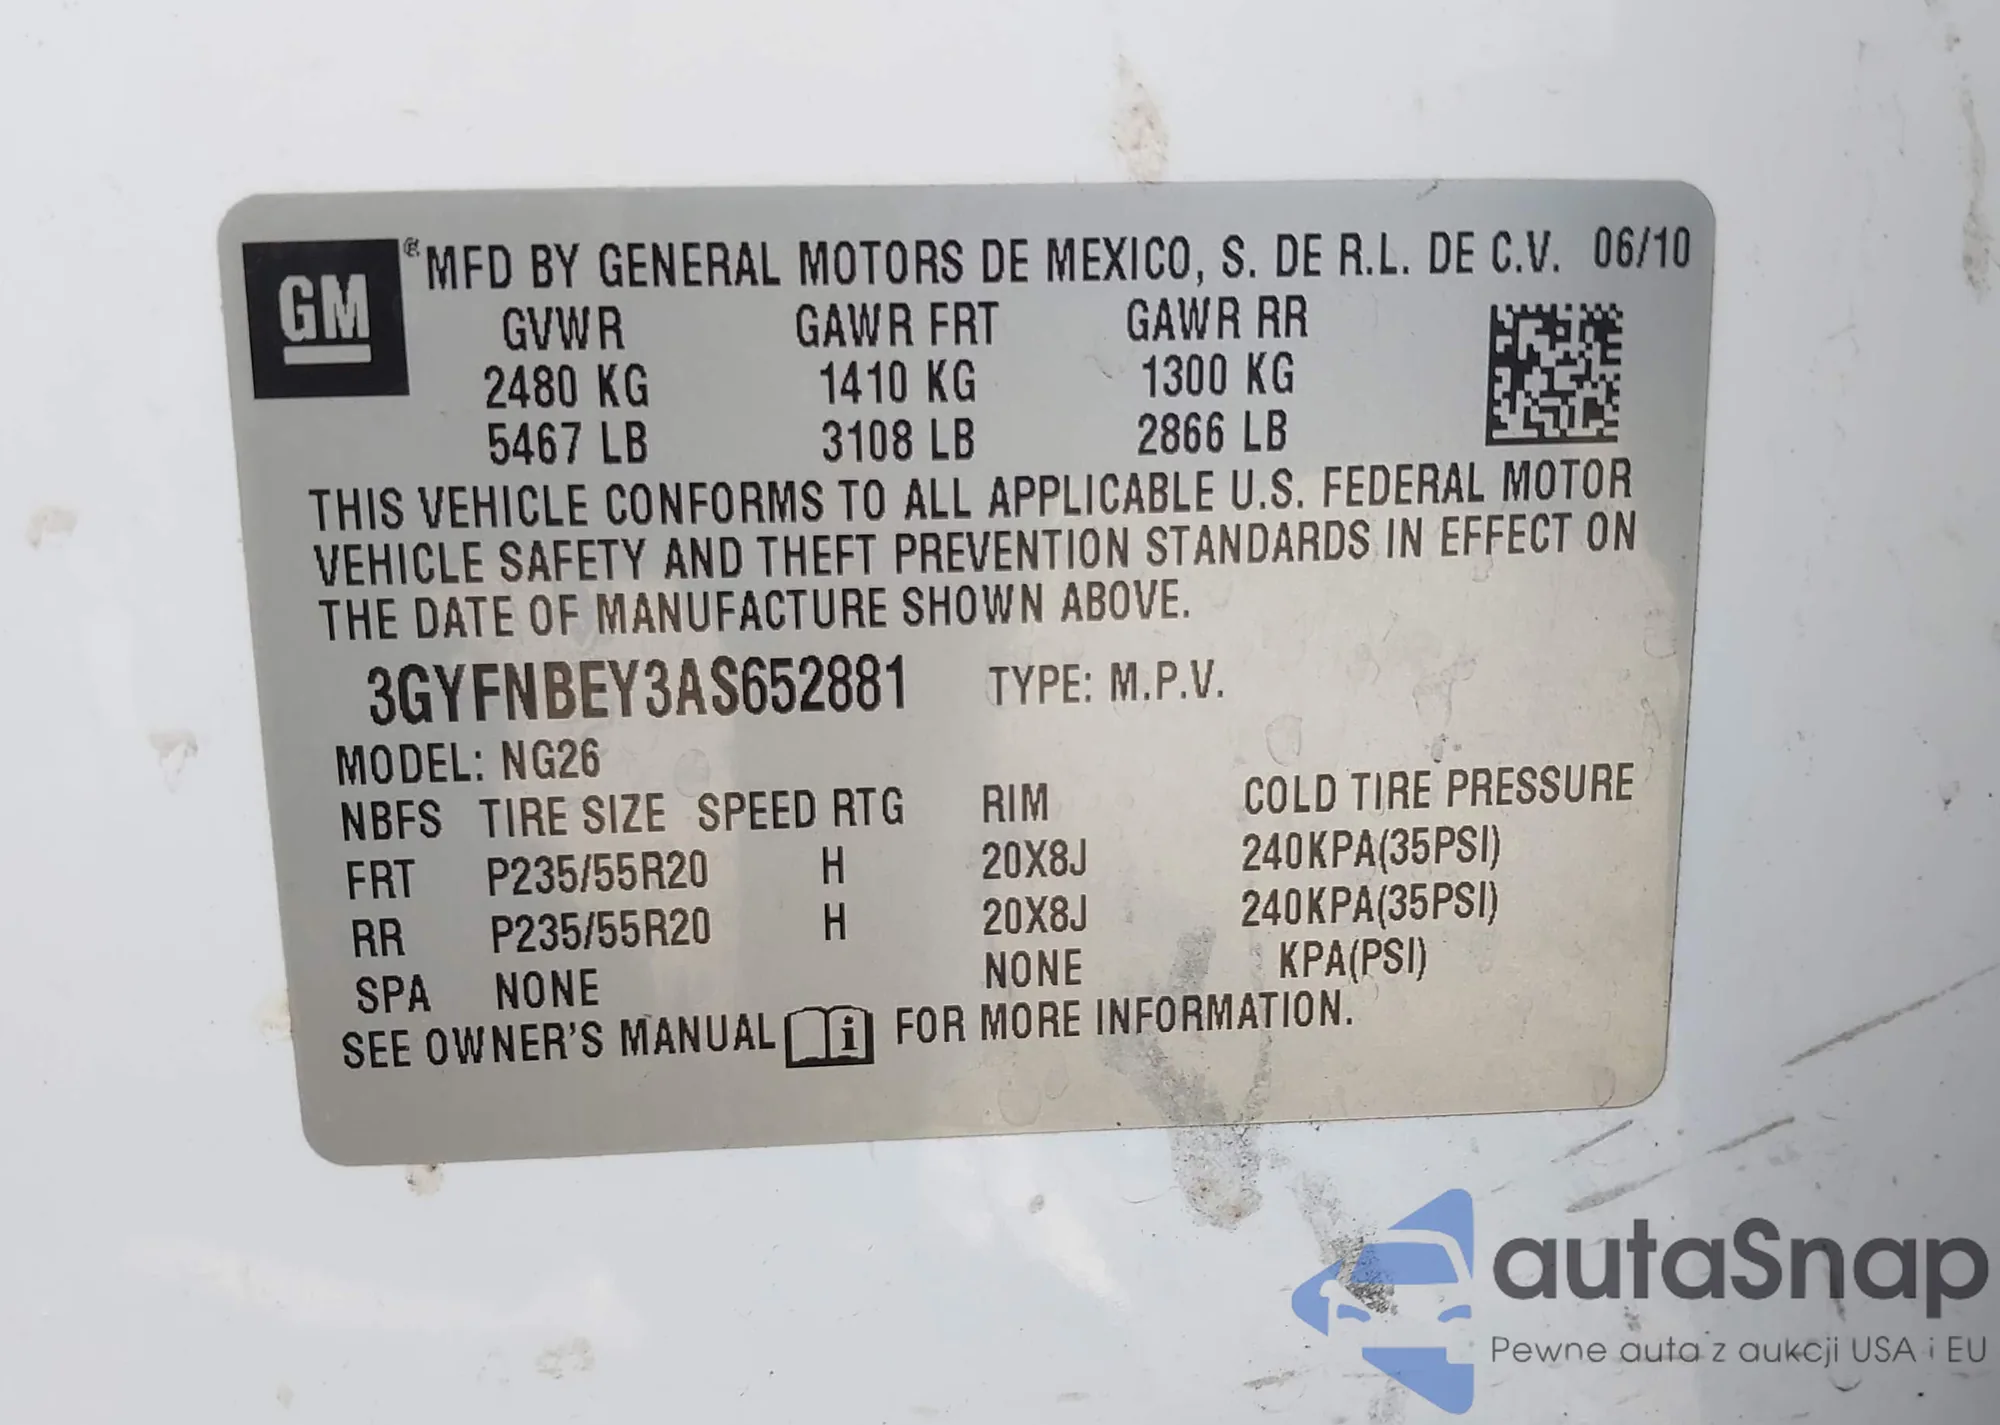 GM ® MFD BY GENERAL MOTORS DE MEXICO, S. DE R.L. DE C.V. 06/10
GVWR GAWR FRT GAWR RR
2480 KG 1410 KG 1300 KG
5467 LB 3108 LB 2866 LB
THIS VEHICLE CONFORMS TO ALL APPLICABLE U.S. FEDERAL MOTOR
VEHICLE SAFETY AND THEFT PREVENTION STANDARDS IN EFFECT ON
THE DATE OF MANUFACTURE SHOWN ABOVE.
3GYFNBEY3AS652881 TYPE: M.P.V.
MODEL: NG26
NBFS TIRE SIZE SPEED RTG RIM COLD TIRE PRESSURE
FRT P235/55R20 H 20X8J 240KPA(35PSI)
RR P235/55R20 H 20X8J 240KPA(35PSI)
SPA NONE NONE KPA(PSI)
SEE OWNER'S MANUAL i FOR MORE INFORMATION.
autaSnap
Pewne auta z aukcji USA i EU